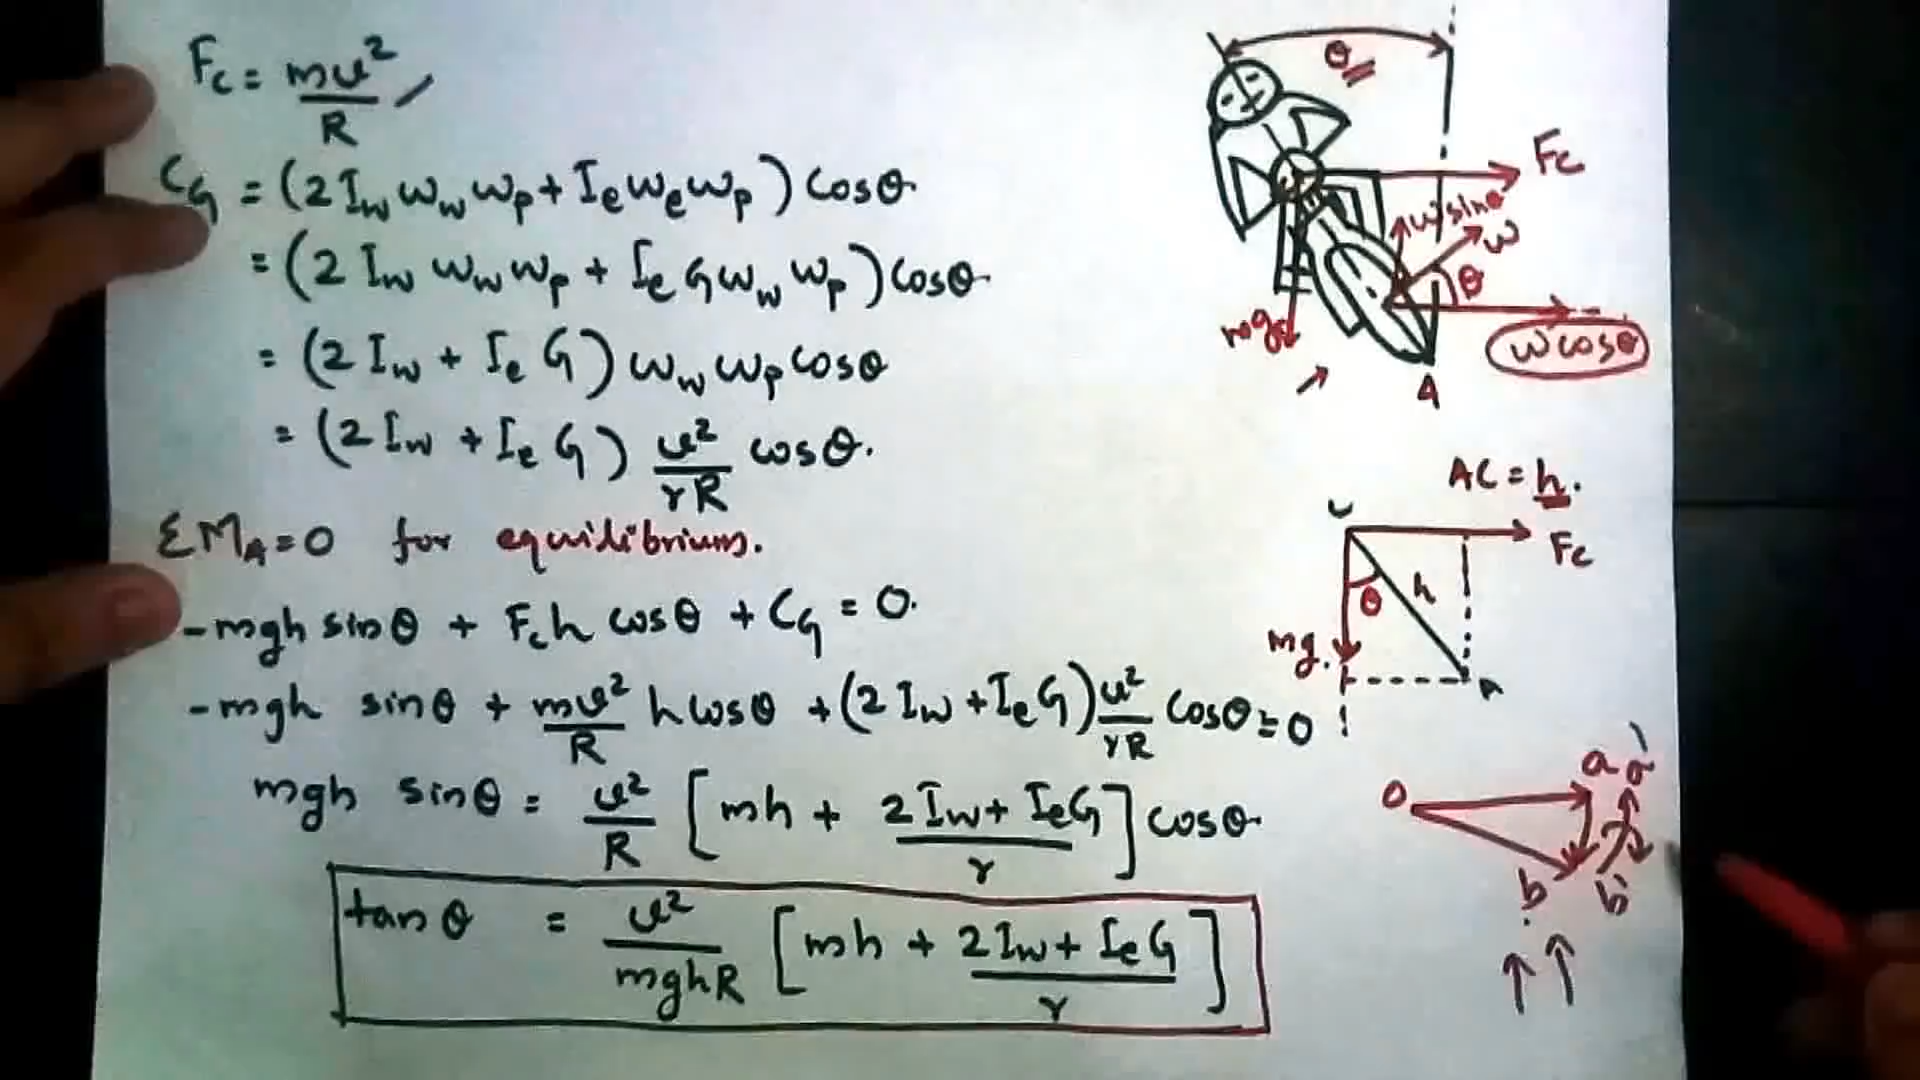 Fc = mv²/R
CG = (2Iw ωw ωp + Ie ωe ωp) cosθ
= (2 Iw ωw ωp + Ie G ωw ωp) cosθ
= (2 Iw + Ie G) ωw ωp cosθ
= (2 Iw + Ie G) v²/rR cosθ.
ΣMA = 0 for equilibrium.
-mgh sinθ + Fc h cosθ + CG = 0.
-mgh sinθ + mv²/R h cosθ + (2 Iw + Ie G) v²/rR cosθ = 0
mgh sinθ = v²/R [mh + 2Iw + IeG/r] cosθ.
tanθ = v²/mghR [mh + 2Iw + IeG/r]
θ
Fc
ω sinθ
ω
θ
mg
ω cosθ
A
AC = h.
C
Fc
θ
h
mg.
A
o
a
a'
b
b'